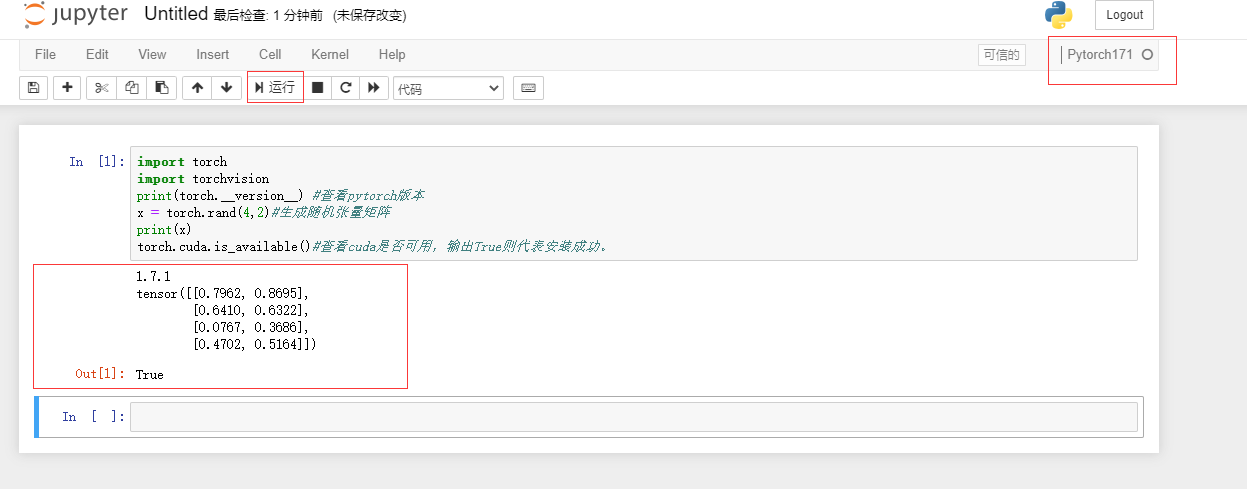 jupyter Untitled 最后检查: 1 分钟前 (未保存改变) Logout
File Edit View Insert Cell Kernel Help 可信的 Pytorch171
运行 代码
In [1]: import torch
import torchvision
print(torch.__version__) #查看pytorch版本
x = torch.rand(4,2)#生成随机张量矩阵
print(x)
torch.cuda.is_available()#查看cuda是否可用, 输出True则代表安装成功。
1.7.1
tensor([[0.7962, 0.8695],
[0.6410, 0.6322],
[0.0767, 0.3686],
[0.4702, 0.5164]])
Out[1]: True
In [ ]: